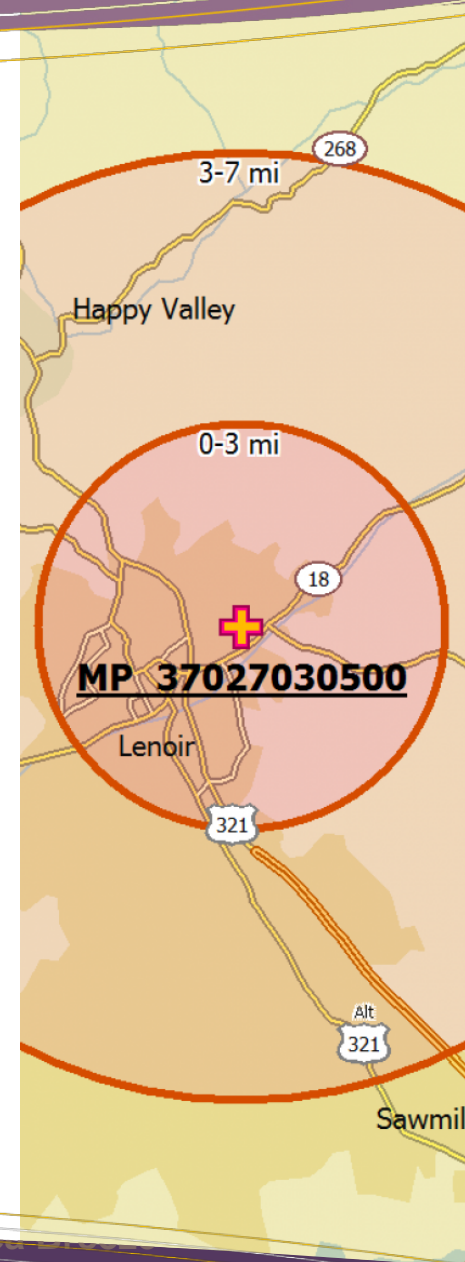 268
3-7 mi
Happy Valley
0-3 mi
18
MP 37027030500
Lenoir
321
Alt
321
Sawmil